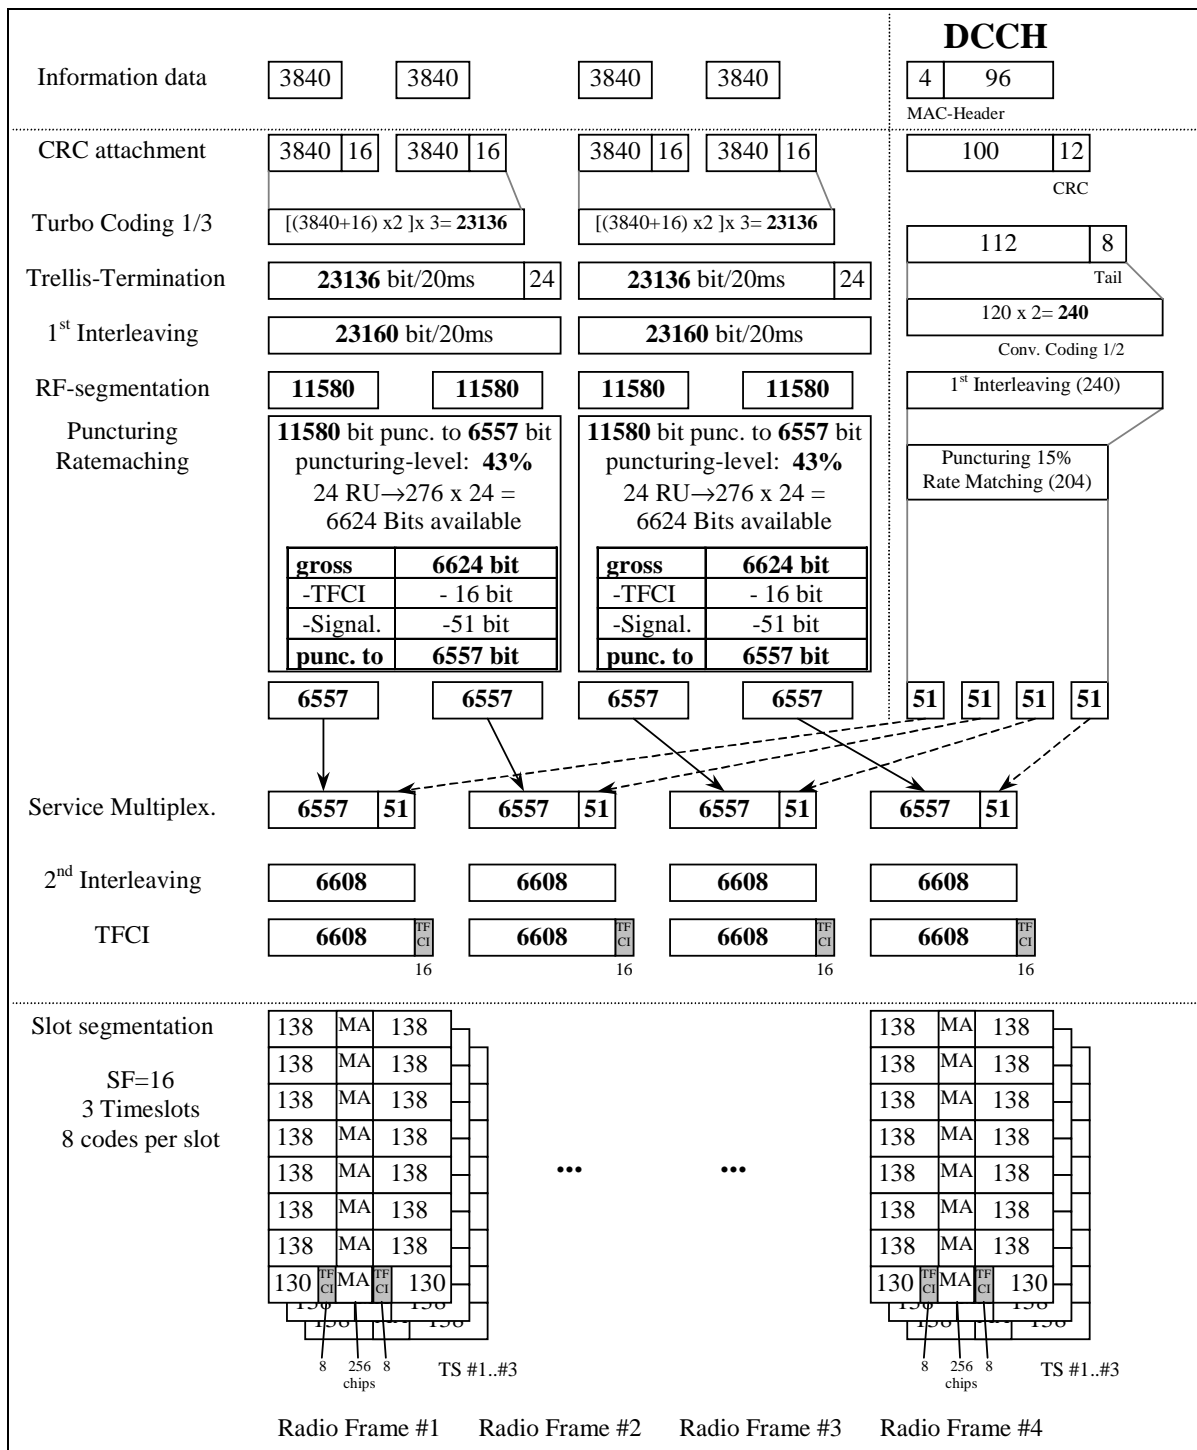 DCCH
Information data 3840 3840 3840 3840 4 96
MAC-Header
CRC attachment 3840 16 3840 16 3840 16 3840 16 100 12
CRC
Turbo Coding 1/3 [(3840+16) x2 ]x 3= 23136 [(3840+16) x2 ]x 3= 23136
112 8
Tail
Trellis-Termination 23136 bit/20ms 24 23136 bit/20ms 24
120 x 2= 240
Conv. Coding 1/2
1st Interleaving 23160 bit/20ms 23160 bit/20ms
RF-segmentation 11580 11580 11580 11580
1st Interleaving (240)
Puncturing
Ratemaching
11580 bit punc. to 6557 bit
puncturing-level: 43%
24 RU→276 x 24 =
6624 Bits available
gross 6624 bit
-TFCI - 16 bit
-Signal. -51 bit
punc. to 6557 bit
11580 bit punc. to 6557 bit
puncturing-level: 43%
24 RU→276 x 24 =
6624 Bits available
gross 6624 bit
-TFCI - 16 bit
-Signal. -51 bit
punc. to 6557 bit
Puncturing 15%
Rate Matching (204)
6557 6557 6557 6557 51 51 51 51
Service Multiplex. 6557 51 6557 51 6557 51 6557 51
2nd Interleaving 6608 6608 6608 6608
TFCI 6608 TF CI 6608 TF CI 6608 TF CI 6608 TF CI
16 16 16 16
Slot segmentation
SF=16
3 Timeslots
8 codes per slot
138 MA 138
138 MA 138
138 MA 138
138 MA 138
138 MA 138
138 MA 138
138 MA 138
130 TF CI MA TF CI 130
8 256 chips 8 TS #1..#3
... ...
138 MA 138
138 MA 138
138 MA 138
138 MA 138
138 MA 138
138 MA 138
138 MA 138
130 TF CI MA TF CI 130
8 256 chips 8 TS #1..#3
Radio Frame #1 Radio Frame #2 Radio Frame #3 Radio Frame #4